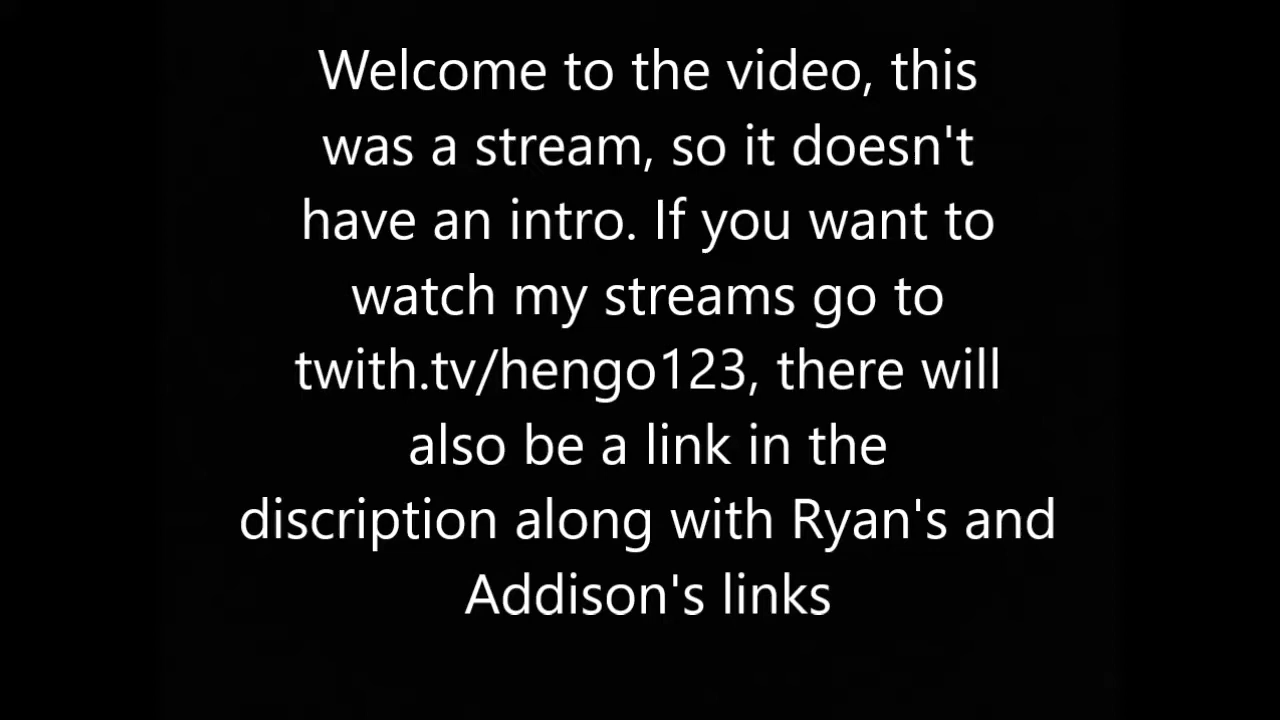 Welcome to the video, this
was a stream, so it doesn't
have an intro. If you want to
watch my streams go to
twith.tv/hengo123, there will
also be a link in the
discription along with Ryan's and
Addison's links